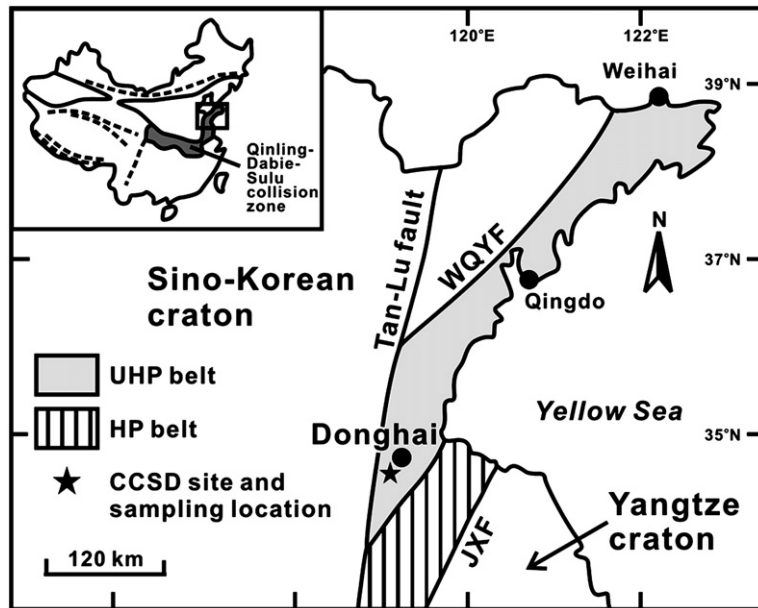 120°E
122°E
Weihai
39°N
Qinling-
Dabie-
Sulu
collision
zone
N
Tan-Lu fault
WQYF
37°N
Sino-Korean
craton
Qingdo
UHP belt
HP belt
Yellow Sea
Donghai
35°N
CCSD site and
sampling location
Yangtze
craton
JXF
120 km